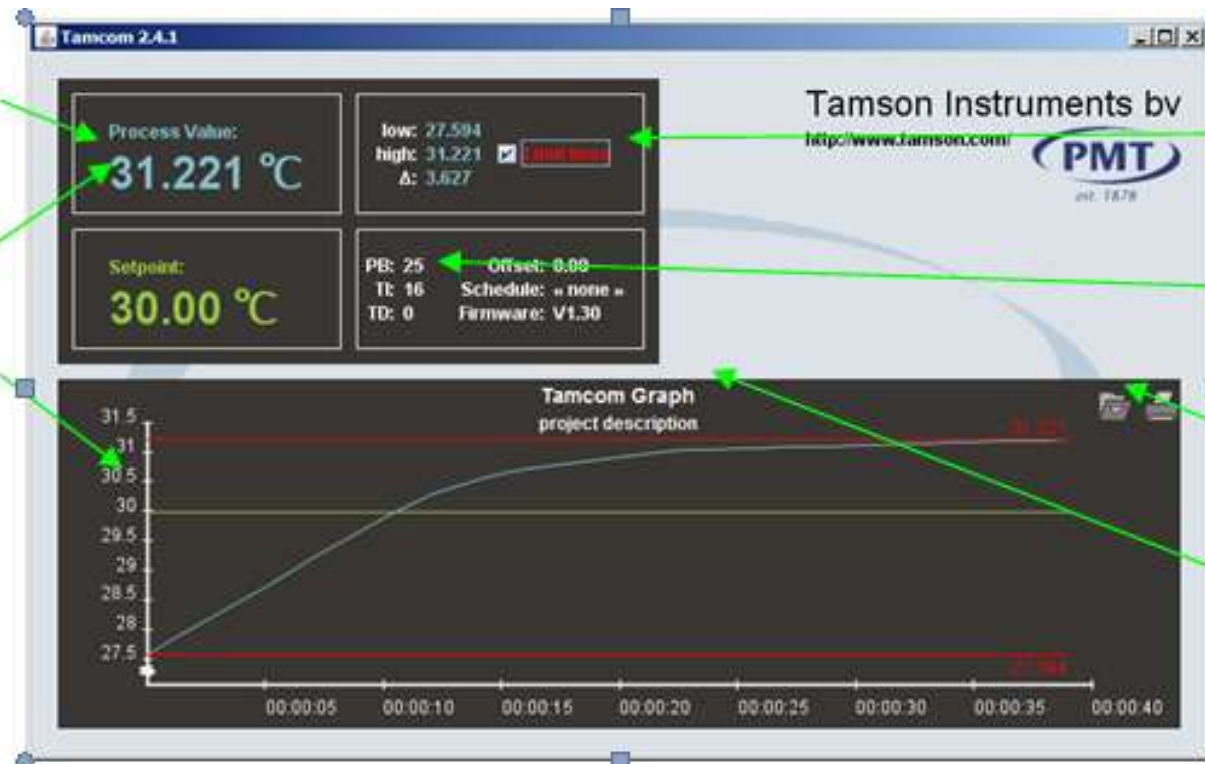 Tamcom 2.4.1
Process Value:
31.221 °C
low: 27.594
high: 31.221
Δ: 3.627
Setpoint:
30.00 °C
PB: 25
TI: 16
TD: 0
Offset: 0.00
Schedule: « none »
Firmware: V1.30
Tamson Instruments bv
http://www.tamson.com/
PMT
est. 1878
Tamcom Graph
project description
31.5
31
30.5
30
29.5
29
28.5
28
27.5
31.221
27.594
00:00:05 00:00:10 00:00:15 00:00:20 00:00:25 00:00:30 00:00:35 00:00:40